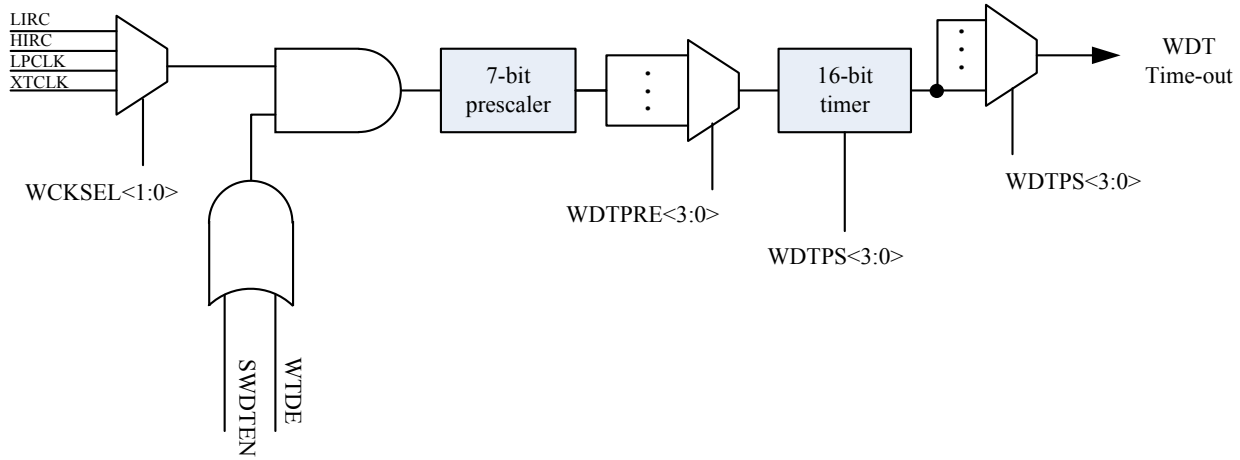 LIRC
HIRC
LPCLK
XTCLK
WCKSEL<1:0>
SWDTEN
WTDE
7-bit
prescaler
WDTPRE<3:0>
16-bit
timer
WDTPS<3:0>
WDTPS<3:0>
WDT
Time-out